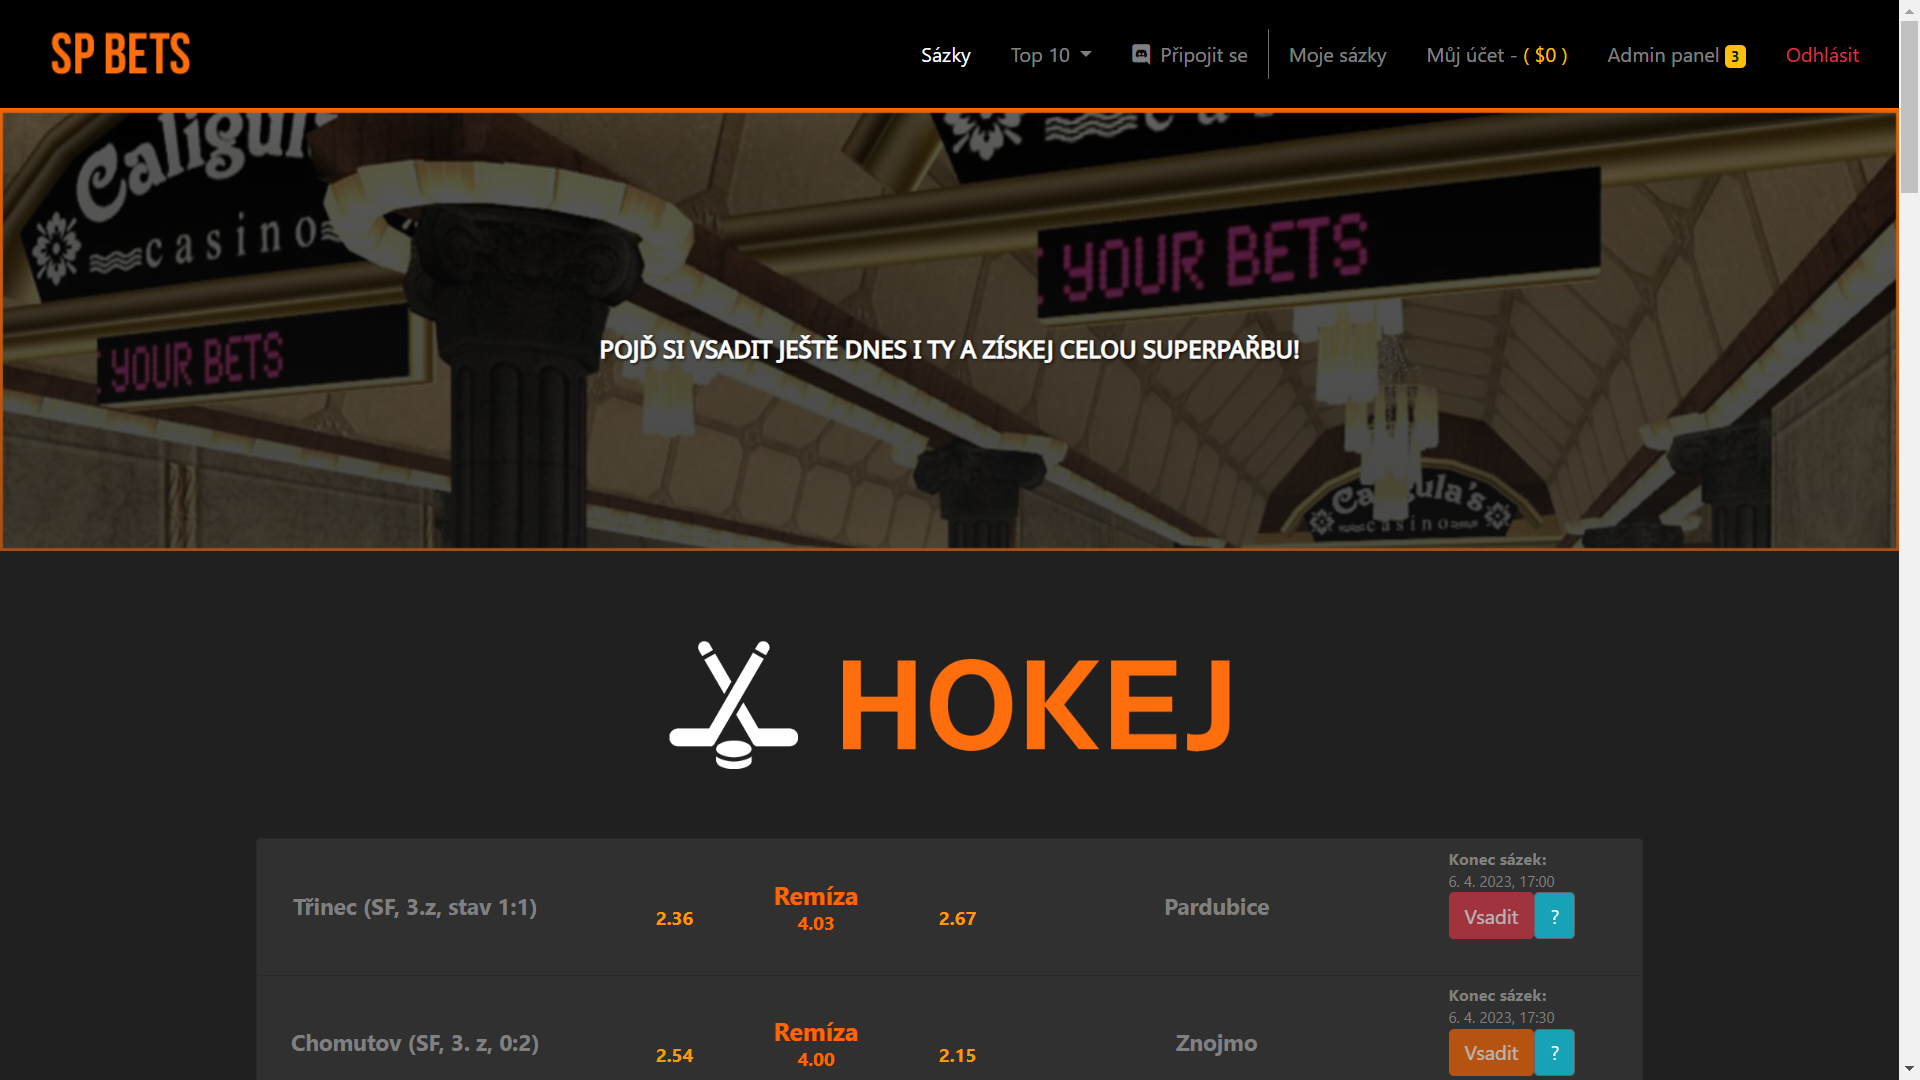 SP BETS
Sázky
Top 10
Připojit se
Moje sázky
Můj účet - ( $0 )
Admin panel 3
Odhlásit
Caligula's
casino
YOUR BETS
casino
YOUR BETS
POJĎ SI VSADIT JEŠTĚ DNES I TY A ZÍSKEJ CELOU SUPERPAŘBU!
Caligula's
casino
HOKEJ
Třinec (SF, 3.z, stav 1:1)
2.36
Remíza
4.03
2.67
Pardubice
Konec sázek:
6. 4. 2023, 17:00
Vsadit
?
Chomutov (SF, 3. z, 0:2)
2.54
Remíza
4.00
2.15
Znojmo
Konec sázek:
6. 4. 2023, 17:30
Vsadit
?